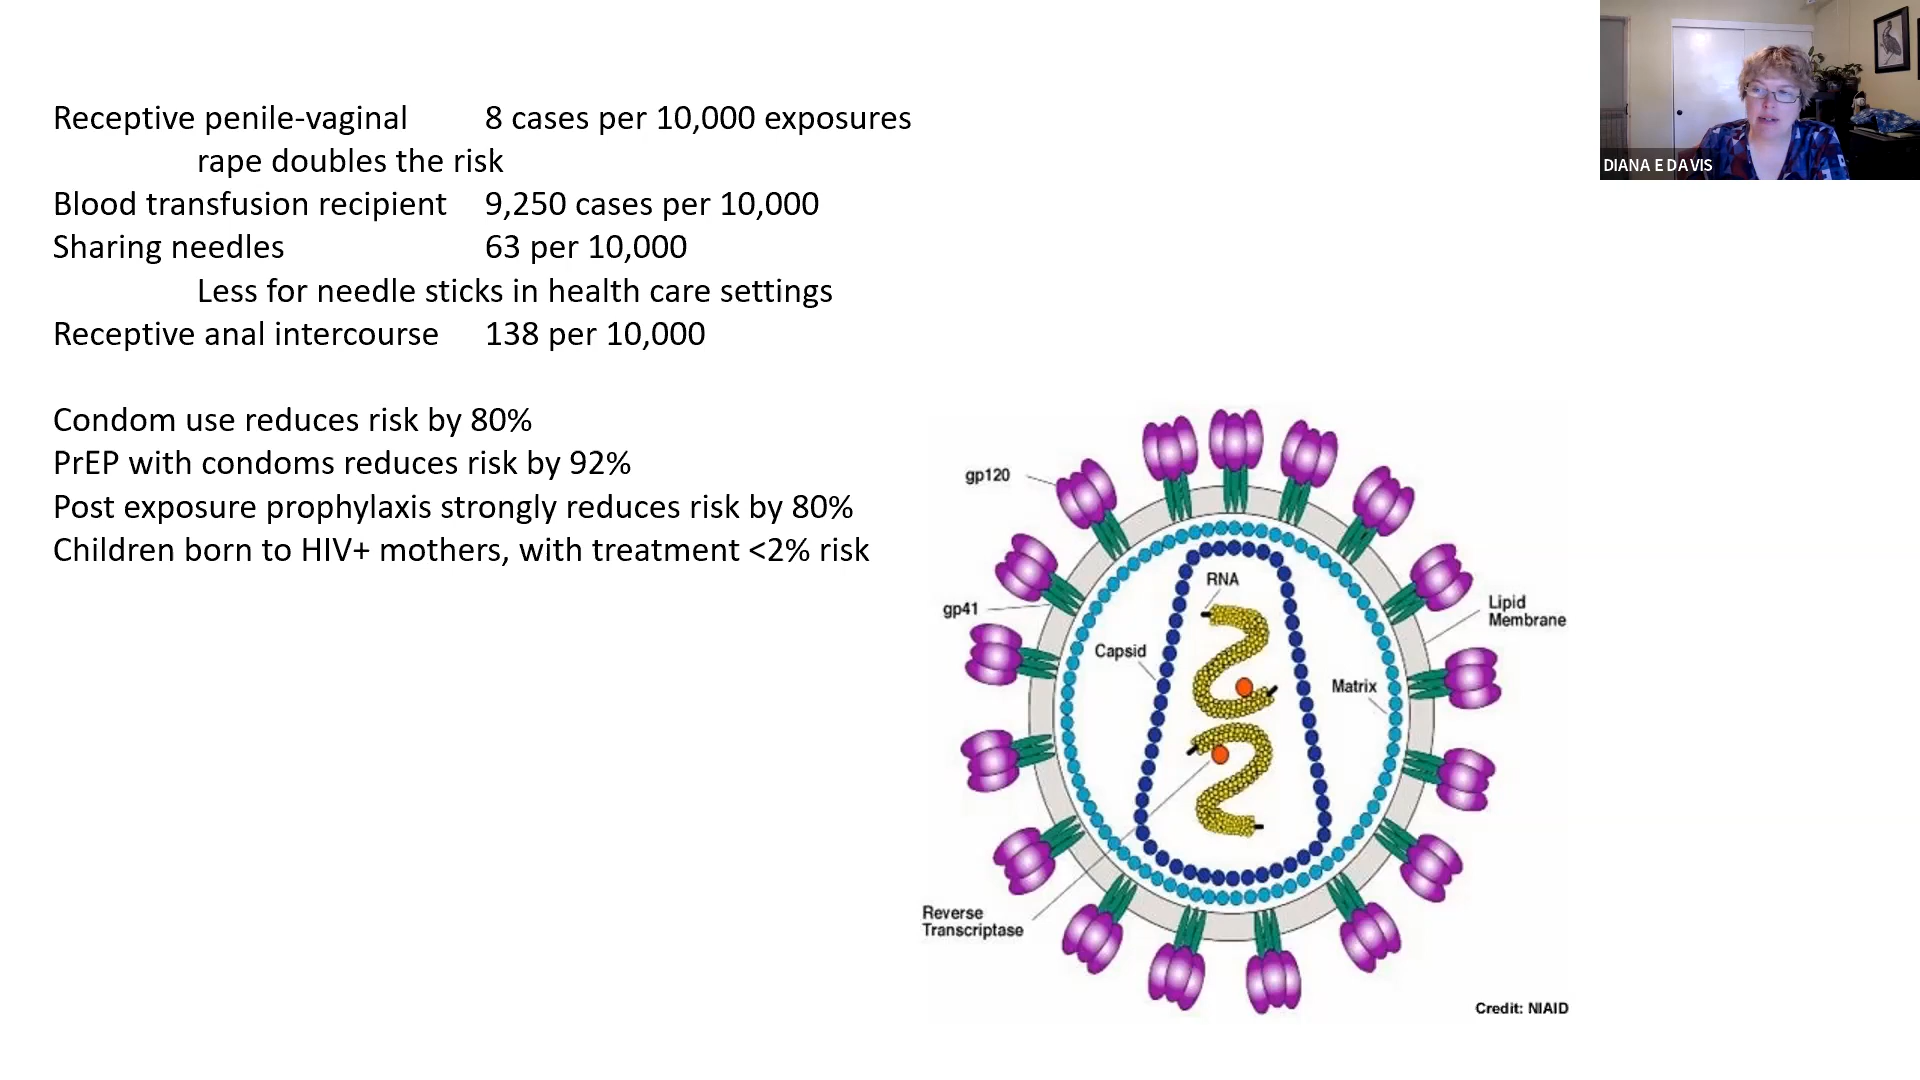 Receptive penile-vaginal 8 cases per 10,000 exposures
rape doubles the risk
Blood transfusion recipient 9,250 cases per 10,000
Sharing needles 63 per 10,000
Less for needle sticks in health care settings
Receptive anal intercourse 138 per 10,000
Condom use reduces risk by 80%
PrEP with condoms reduces risk by 92%
Post exposure prophylaxis strongly reduces risk by 80%
Children born to HIV+ mothers, with treatment <2% risk
DIANA E DAVIS
gp120
RNA
gp41
Lipid
Membrane
Capsid
Matrix
Reverse
Transcriptase
Credit: NIAID